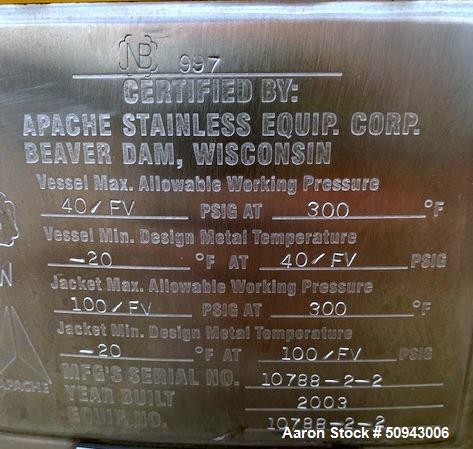 NB 997
CERTIFIED BY:
APACHE STAINLESS EQUIP. CORP.
BEAVER DAM, WISCONSIN
Vessel Max. Allowable Working Pressure
40/FV PSIG AT 300 °F
Vessel Min. Design Metal Temperature
-20 °F AT 40/FV PSIG
Jacket Max. Allowable Working Pressure
100/FV PSIG AT 300 °F
Jacket Min. Design Metal Temperature
-20 °F AT 100/FV PSIG
MFG'S SERIAL NO. 10788-2-2
YEAR BUILT 2003
EQUIP. NO. 10788-2-2
W
APACHE
Aaron Stock # 50943006